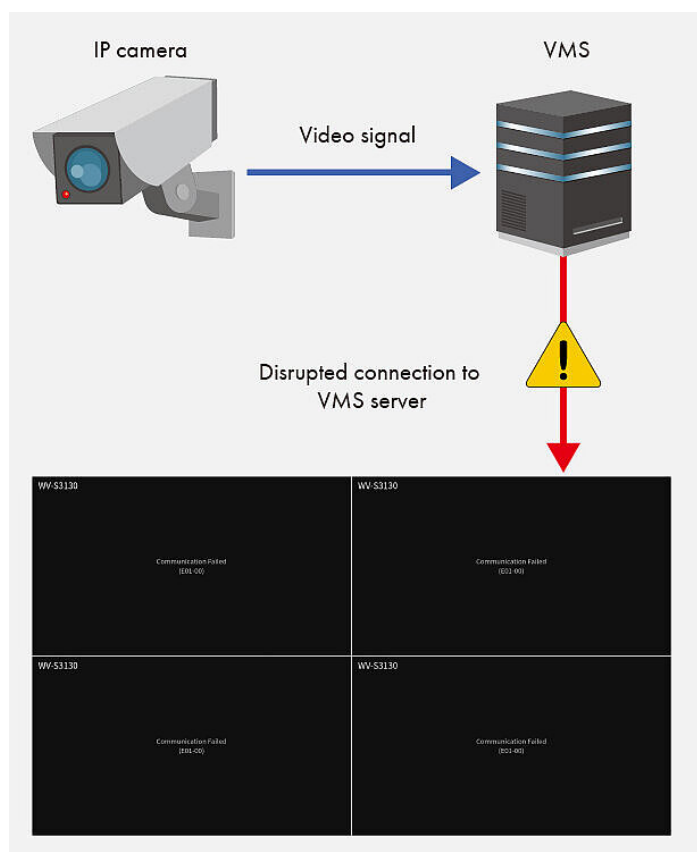 IP camera
VMS
Video signal
Disrupted connection to
VMS server
WV-S3130
WV-S3130
Communication Failed
(E01-00)
Communication Failed
(E01-00)
WV-S3130
WV-S3130
Communication Failed
(E01-00)
Communication Failed
(E01-00)